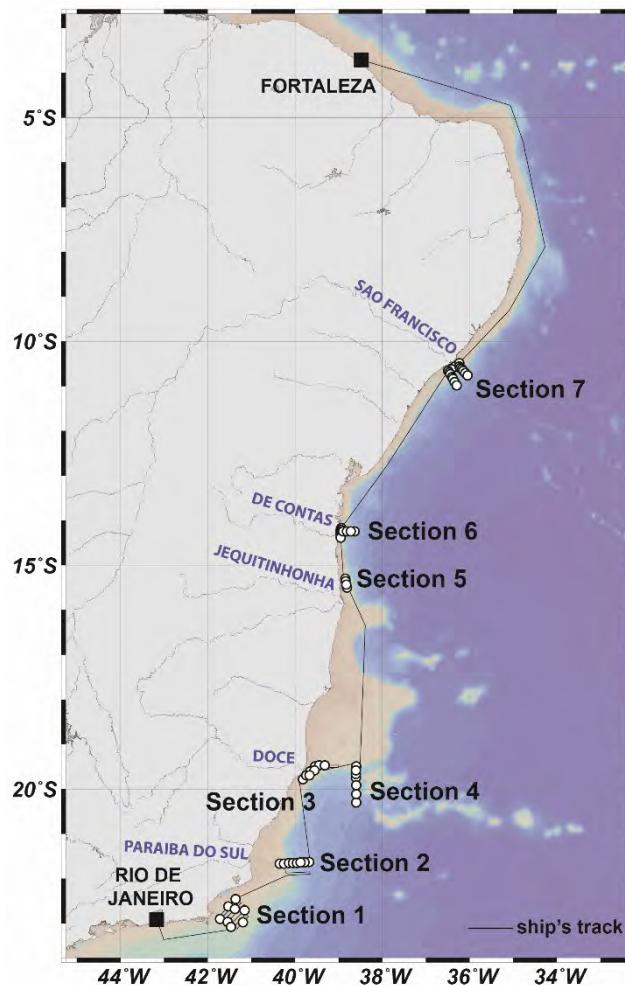 FORTALEZA
5°S
SAO FRANCISCO
10°S
Section 7
DE CONTAS
Section 6
JEQUITINHONHA
15°S
Section 5
DOCE
20°S
Section 3
Section 4
PARAIBA DO SUL
Section 2
RIO DE
JANEIRO
Section 1
ship's track
44°W 42°W 40°W 38°W 36°W 34°W